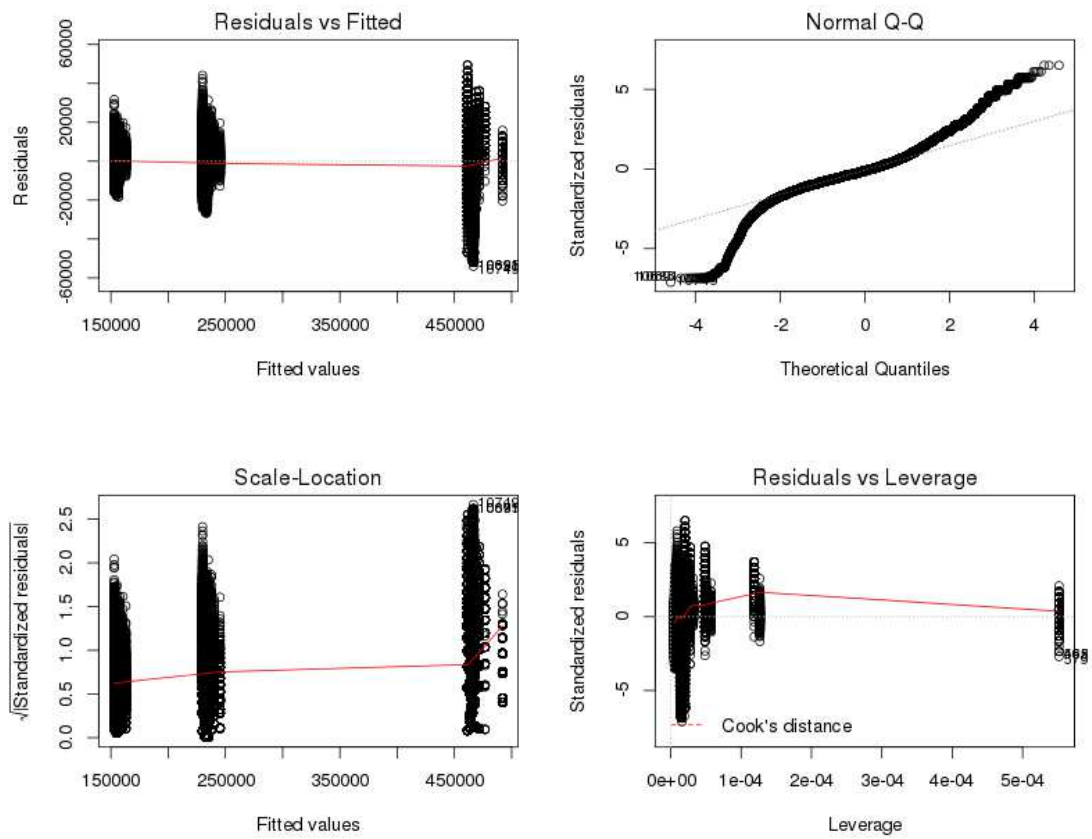 Residuals vs Fitted
60000
20000
0
-20000
-60000
Residuals
150000 250000 350000 450000
Fitted values
Normal Q-Q
5
0
-5
Standardized residuals
-4 -2 0 2 4
Theoretical Quantiles
Scale-Location
10749
2.5
2.0
1.5
1.0
0.5
0.0
√|Standardized residuals|
150000 250000 350000 450000
Fitted values
Residuals vs Leverage
5
0
-5
Standardized residuals
Cook's distance
0e+00 1e-04 2e-04 3e-04 4e-04 5e-04
Leverage